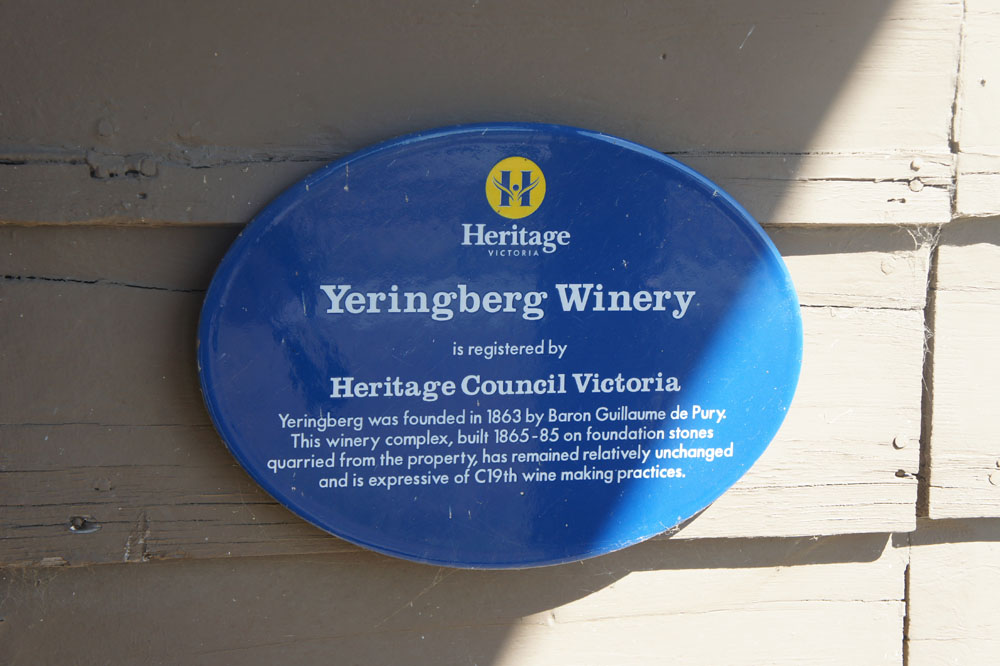 H
Heritage
VICTORIA
Yeringberg Winery
is registered by
Heritage Council Victoria
Yeringberg was founded in 1863 by Baron Guillaume de Pury.
This winery complex, built 1865-85 on foundation stones
quarried from the property, has remained relatively unchanged
and is expressive of C19th wine making practices.